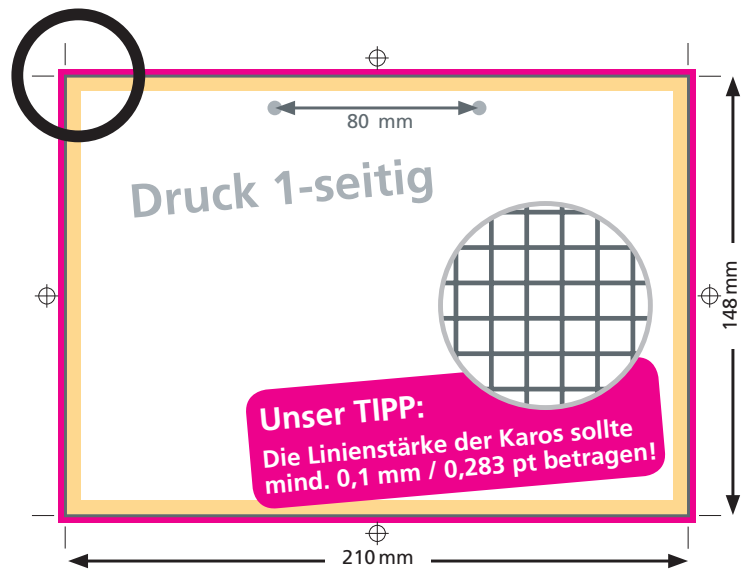 80 mm
Druck 1-seitig
148 mm
Unser TIPP:
Die Linienstärke der Karos sollte
mind. 0,1 mm / 0,283 pt betragen!
210 mm